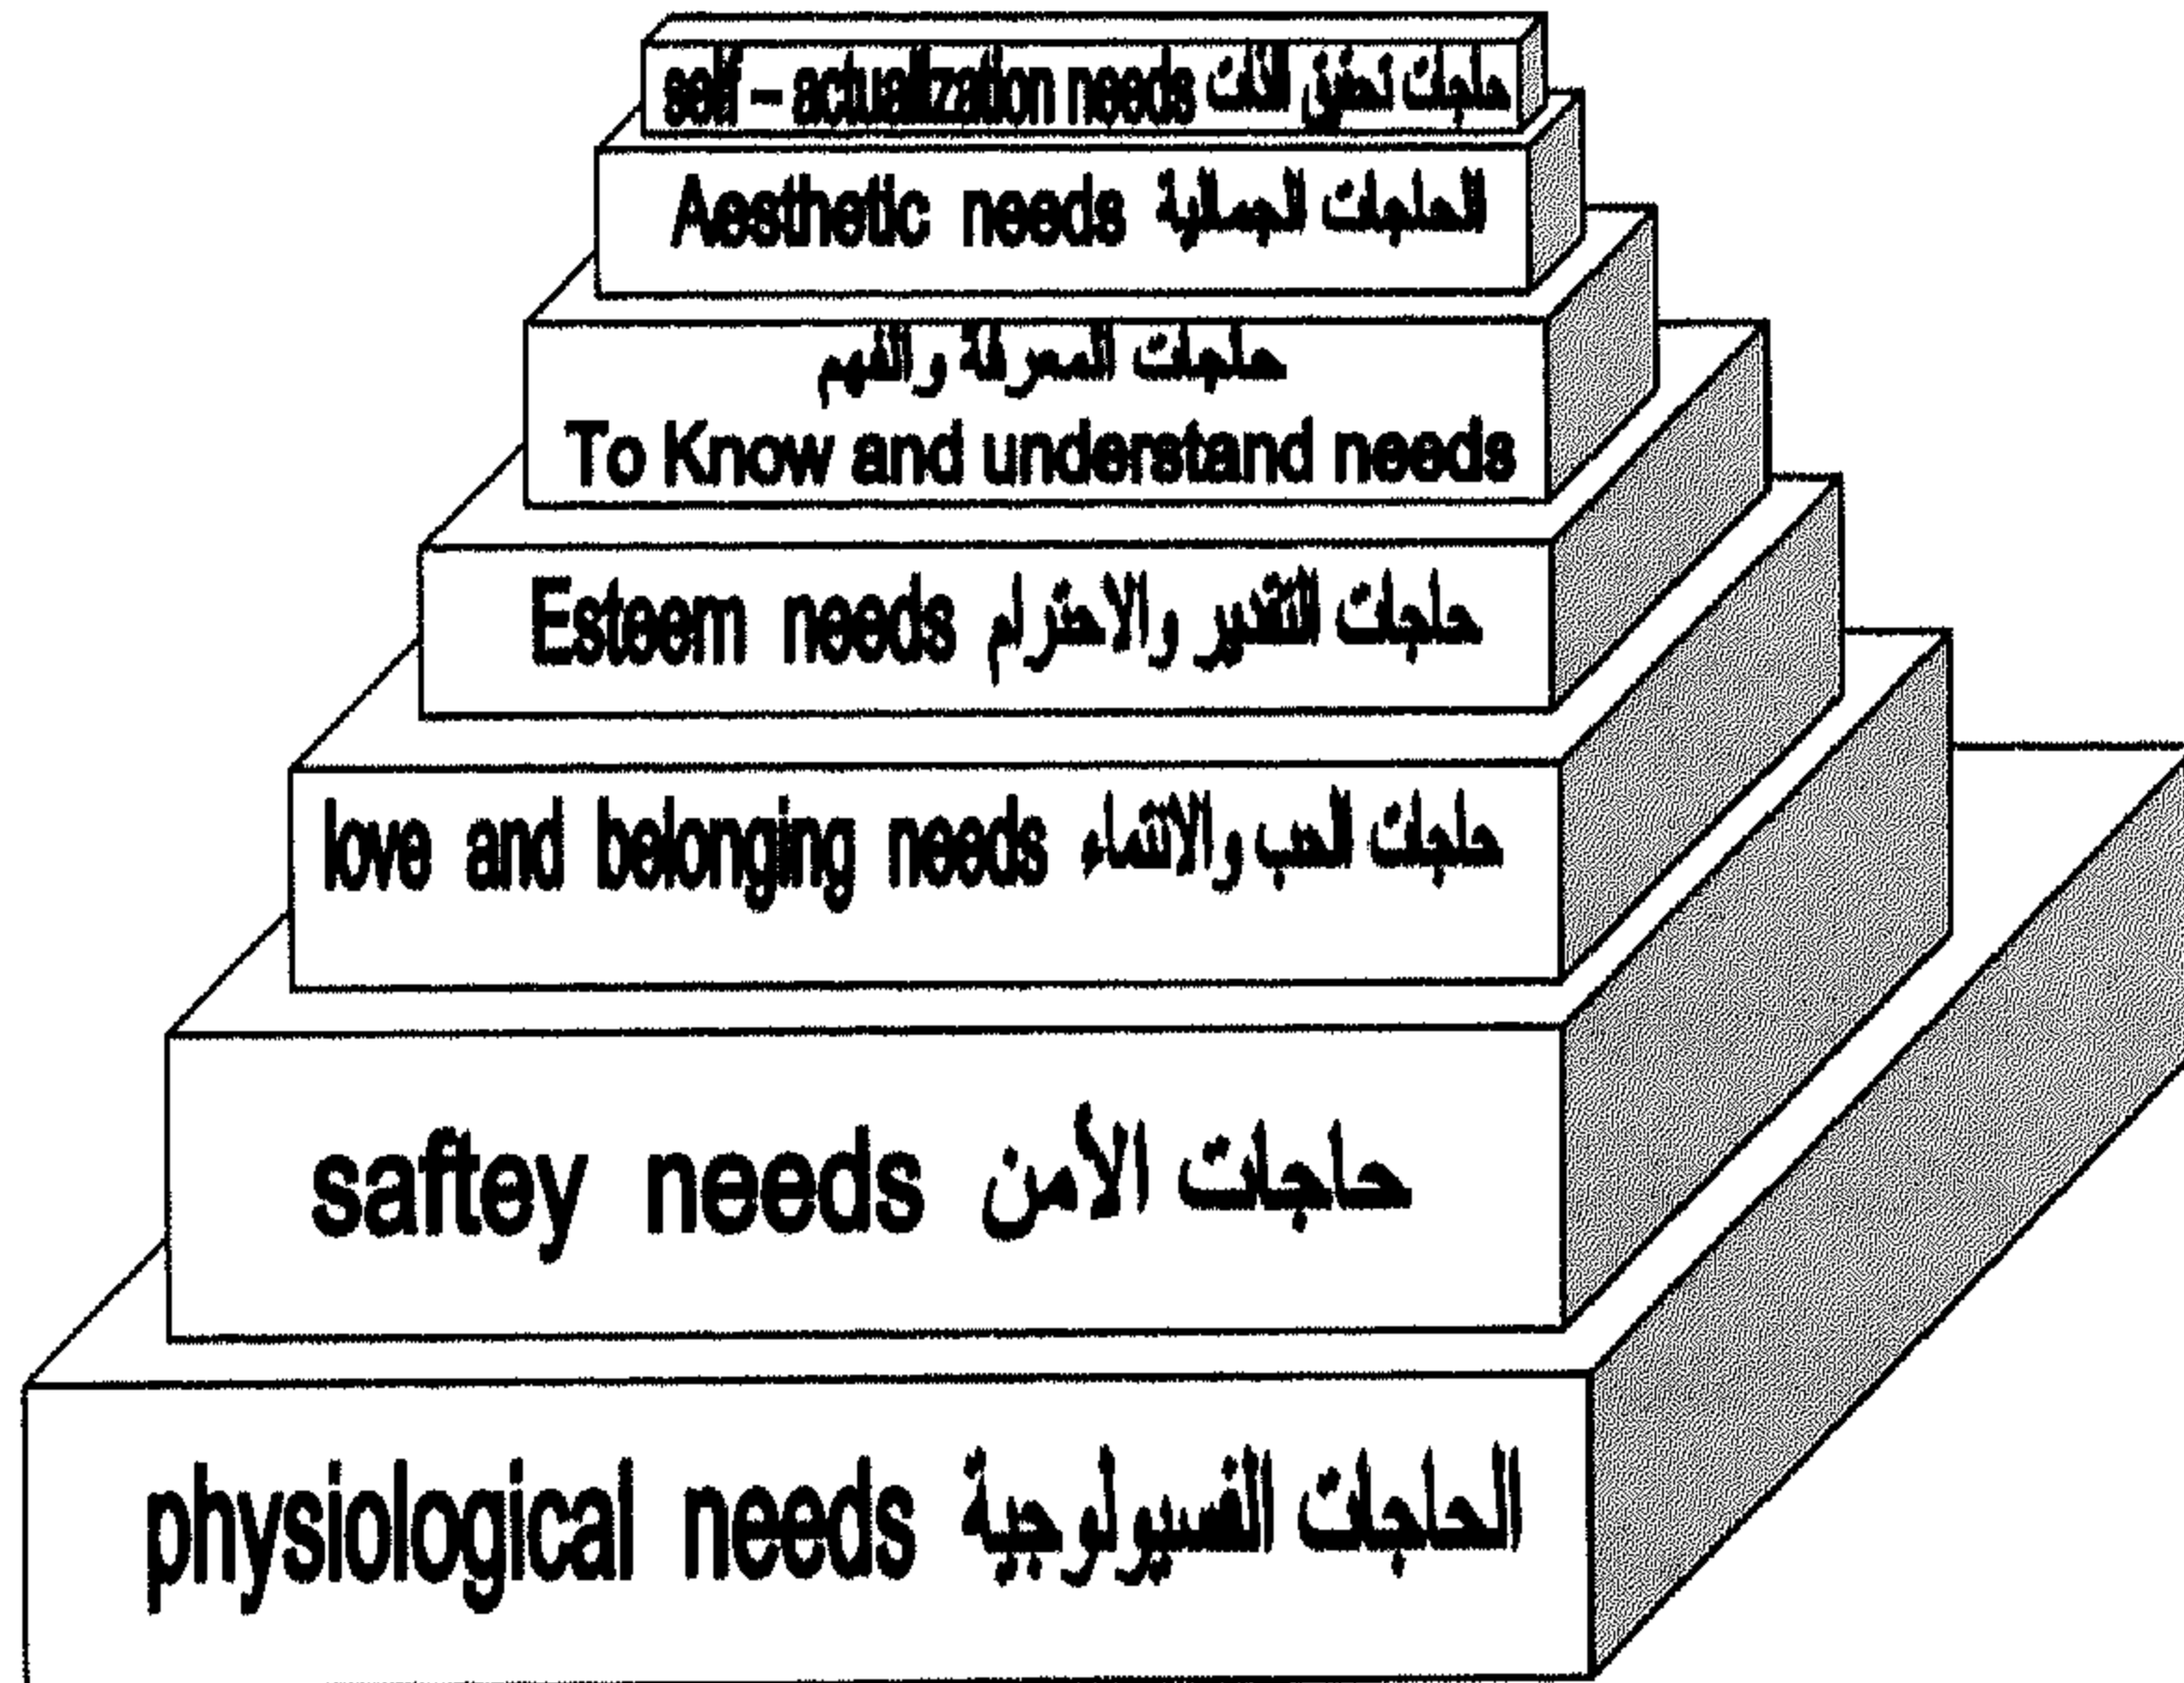 self – actualization needs حاجات تحقيق الذات
Aesthetic needs الحاجات الجمالية
حاجات المعرفة والفهم
To Know and understand needs
Esteem needs حاجات التقدير والاحترام
love and belonging needs حاجات الحب والانتماء
saftey needs حاجات الأمن
physiological needs الحاجات الفسيولوجية